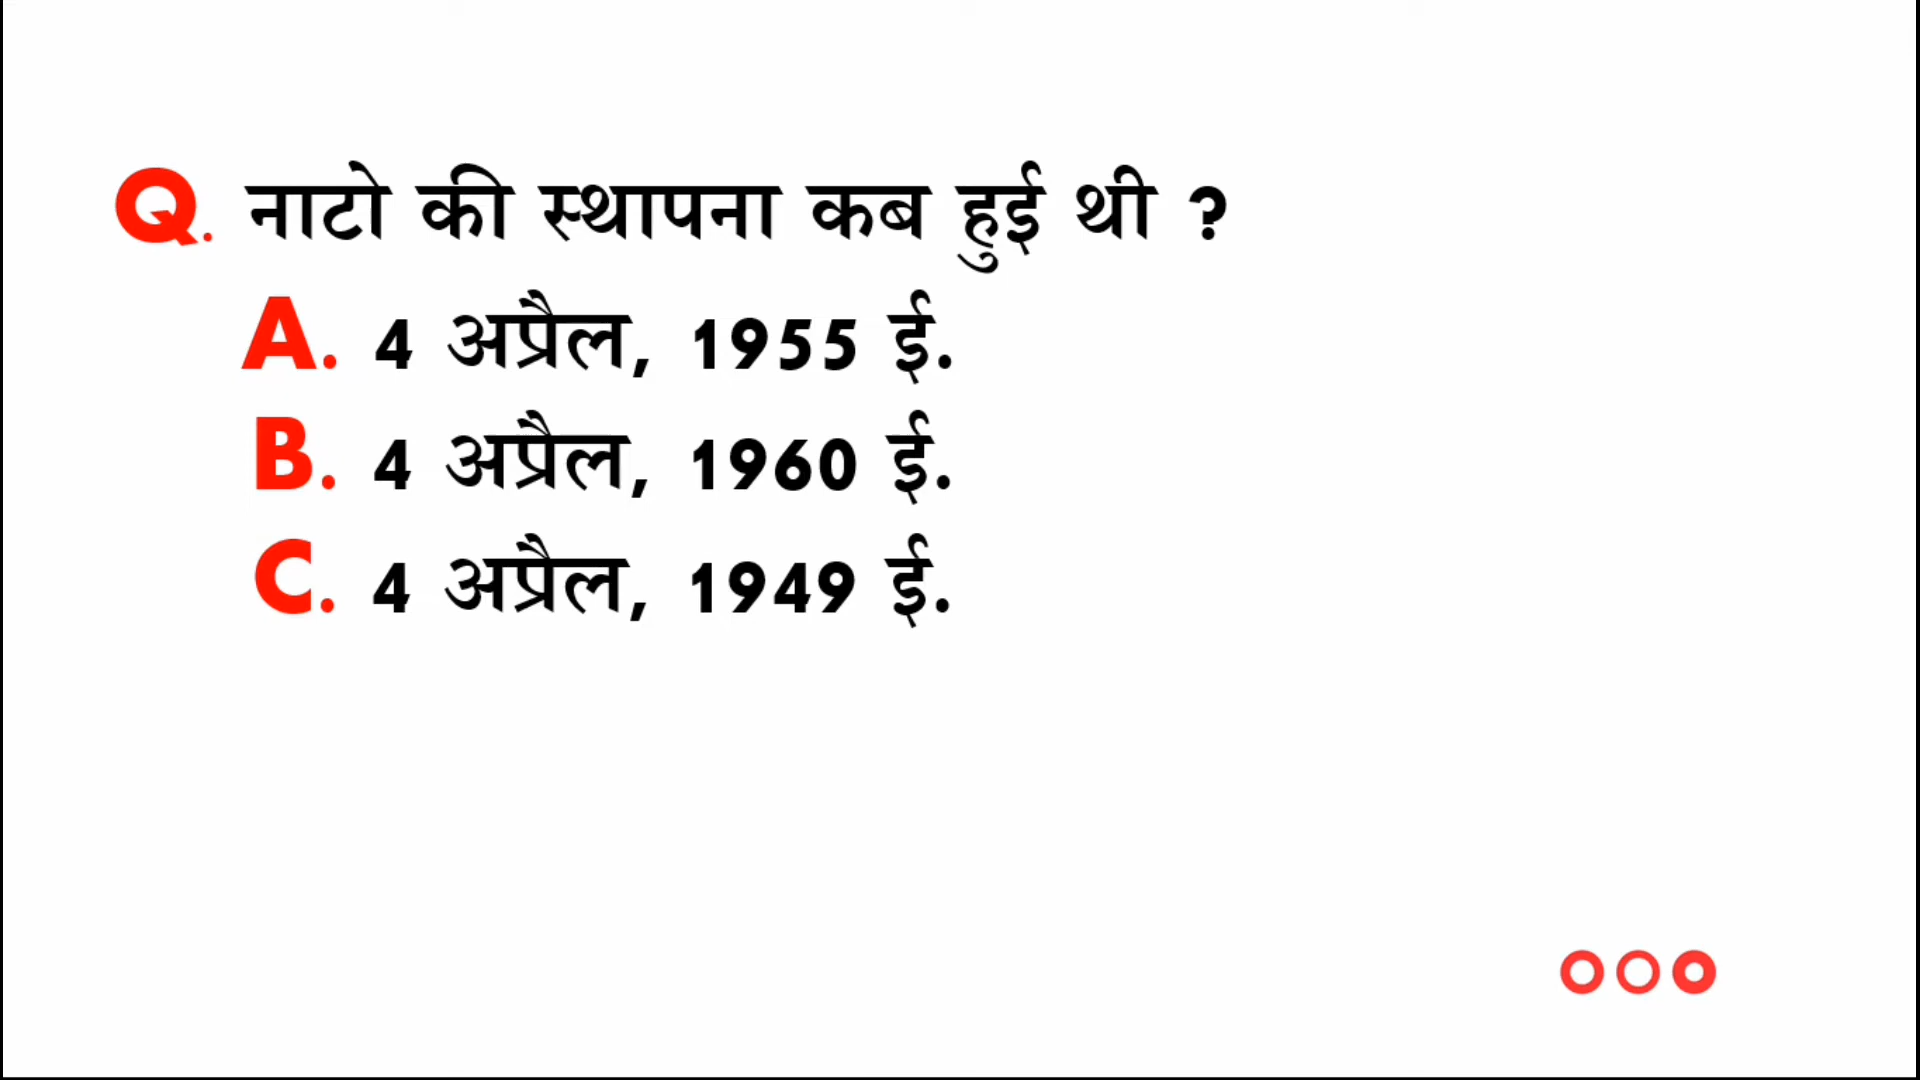 Q. नाटो की स्थापना कब हुई थी ?
A. 4 अप्रैल, 1955 ई.
B. 4 अप्रैल, 1960 ई.
C. 4 अप्रैल, 1949 ई.